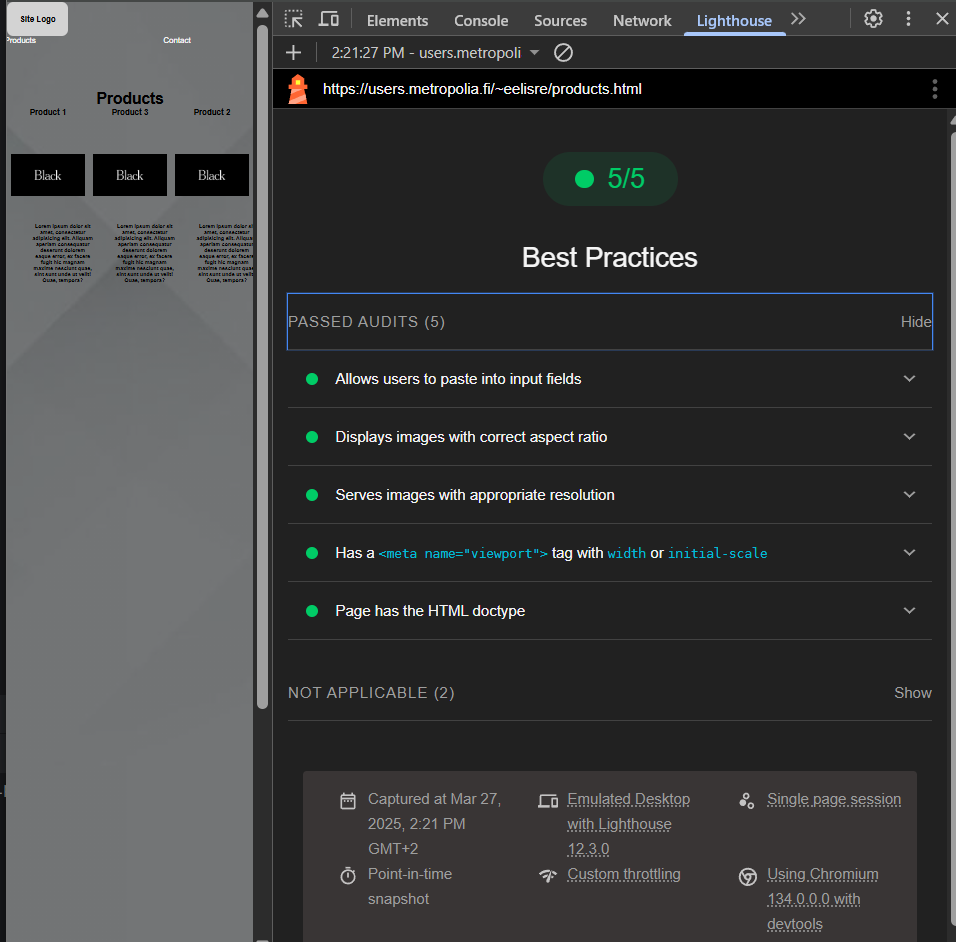 Site Logo
Products
Contact
Products
Product 1
Product 3
Product 2
Black
Black
Black
Lorem ipsum dolor sit
amet, consectetur
adipisicing elit. Aliquam
aperiam consequatur
deserunt dolorem
eaque error, ex facere
fugit hic magnam
maxime nesciunt quae,
sint sunt unde ut velit!
Cuse, tempora?
Lorem ipsum dolor sit
amet, consectetur
adipisicing elit. Aliquam
aperiam consequatur
deserunt dolorem
eaque error, ex facere
fugit hic magnam
maxime nesciunt quae,
sint sunt unde ut velit!
Cuse, tempora?
Lorem ipsum dolor sit
amet, consectetur
adipisicing elit. Aliquam
aperiam consequatur
deserunt dolorem
eaque error, ex facere
fugit hic magnam
maxime nesciunt quae,
sint sunt unde ut velit!
Cuse, tempora?
Elements Console Sources Network Lighthouse
2:21:27 PM - users.metropoli
https://users.metropolia.fi/~eelisre/products.html
5/5
Best Practices
PASSED AUDITS (5) Hide
Allows users to paste into input fields
Displays images with correct aspect ratio
Serves images with appropriate resolution
Has a <meta name="viewport"> tag with width or initial-scale
Page has the HTML doctype
NOT APPLICABLE (2) Show
Captured at Mar 27,
2025, 2:21 PM
GMT+2
Emulated Desktop
with Lighthouse
12.3.0
Single page session
Point-in-time
snapshot
Custom throttling
Using Chromium
134.0.0.0 with
devtools